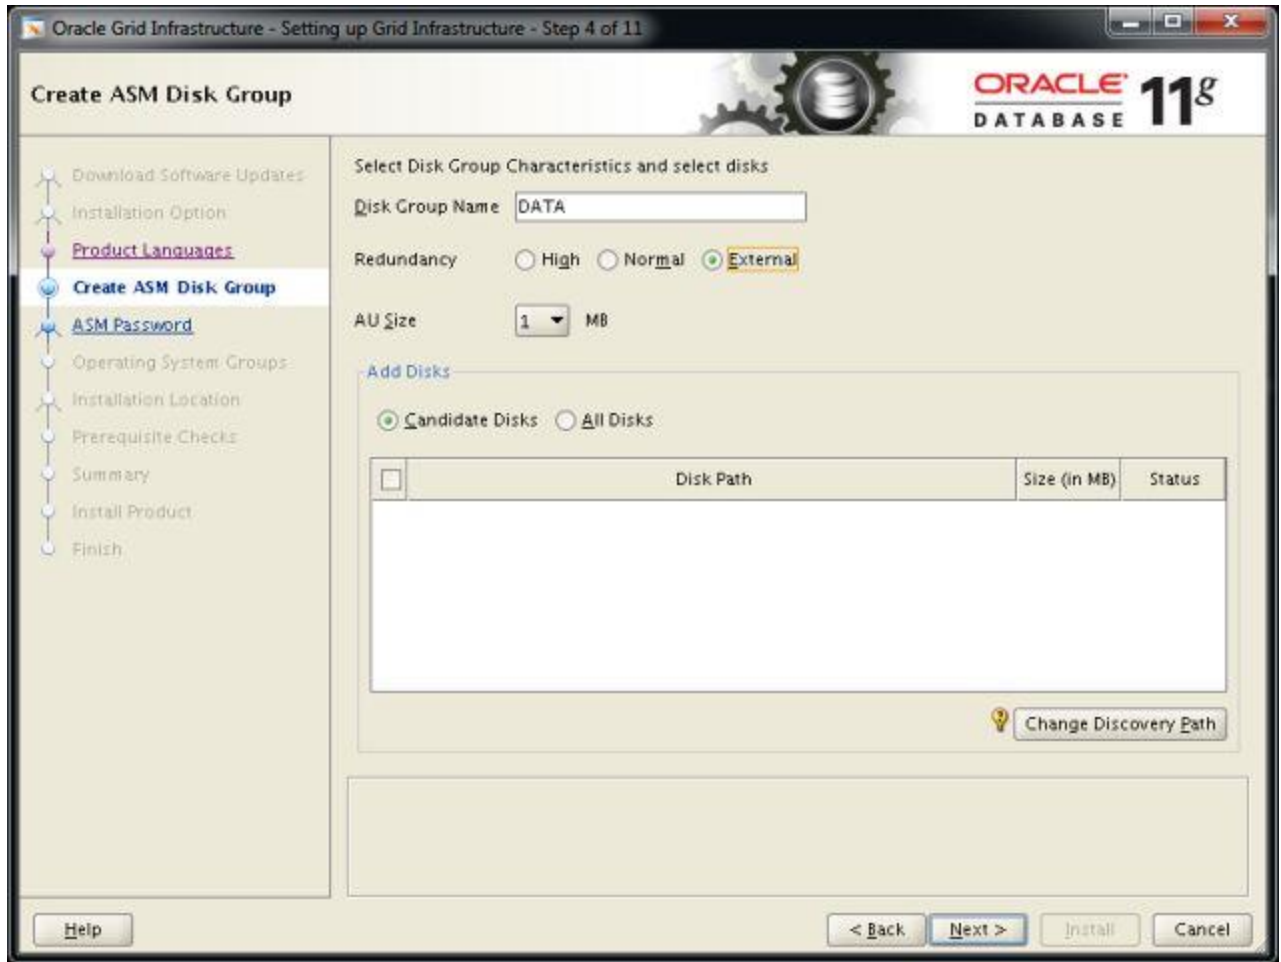 Oracle Grid Infrastructure - Setting up Grid Infrastructure - Step 4 of 11
Create ASM Disk Group
ORACLE DATABASE 11g
Download Software Updates
Installation Option
Product Languages
Create ASM Disk Group
ASM Password
Operating System Groups
Installation Location
Prerequisite Checks
Summary
Install Product
Finish
Select Disk Group Characteristics and select disks
Disk Group Name DATA
Redundancy High Normal External
AU Size 1 MB
Add Disks
Candidate Disks All Disks
Disk Path Size (in MB) Status
Change Discovery Path
Help < Back Next > Install Cancel